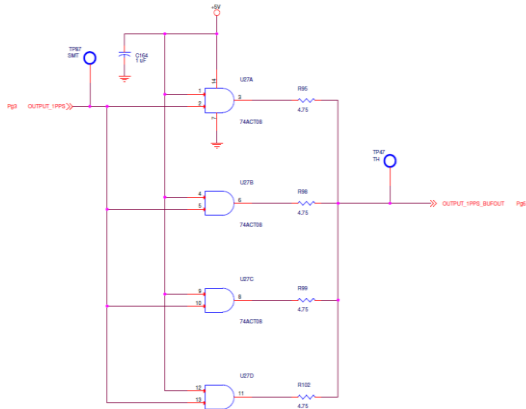 +5V
TP87
SMT
C164
1 uF
U27A
14
1
2
3
7
74ACT08
R95
4.75
Pg3 OUTPUT_1PPS
TP47
TH
U27B
4
5
6
74ACT08
R98
4.75
OUTPUT_1PPS_BUFOUT Pg6
U27C
9
10
8
74ACT08
R99
4.75
U27D
12
13
11
74ACT08
R102
4.75